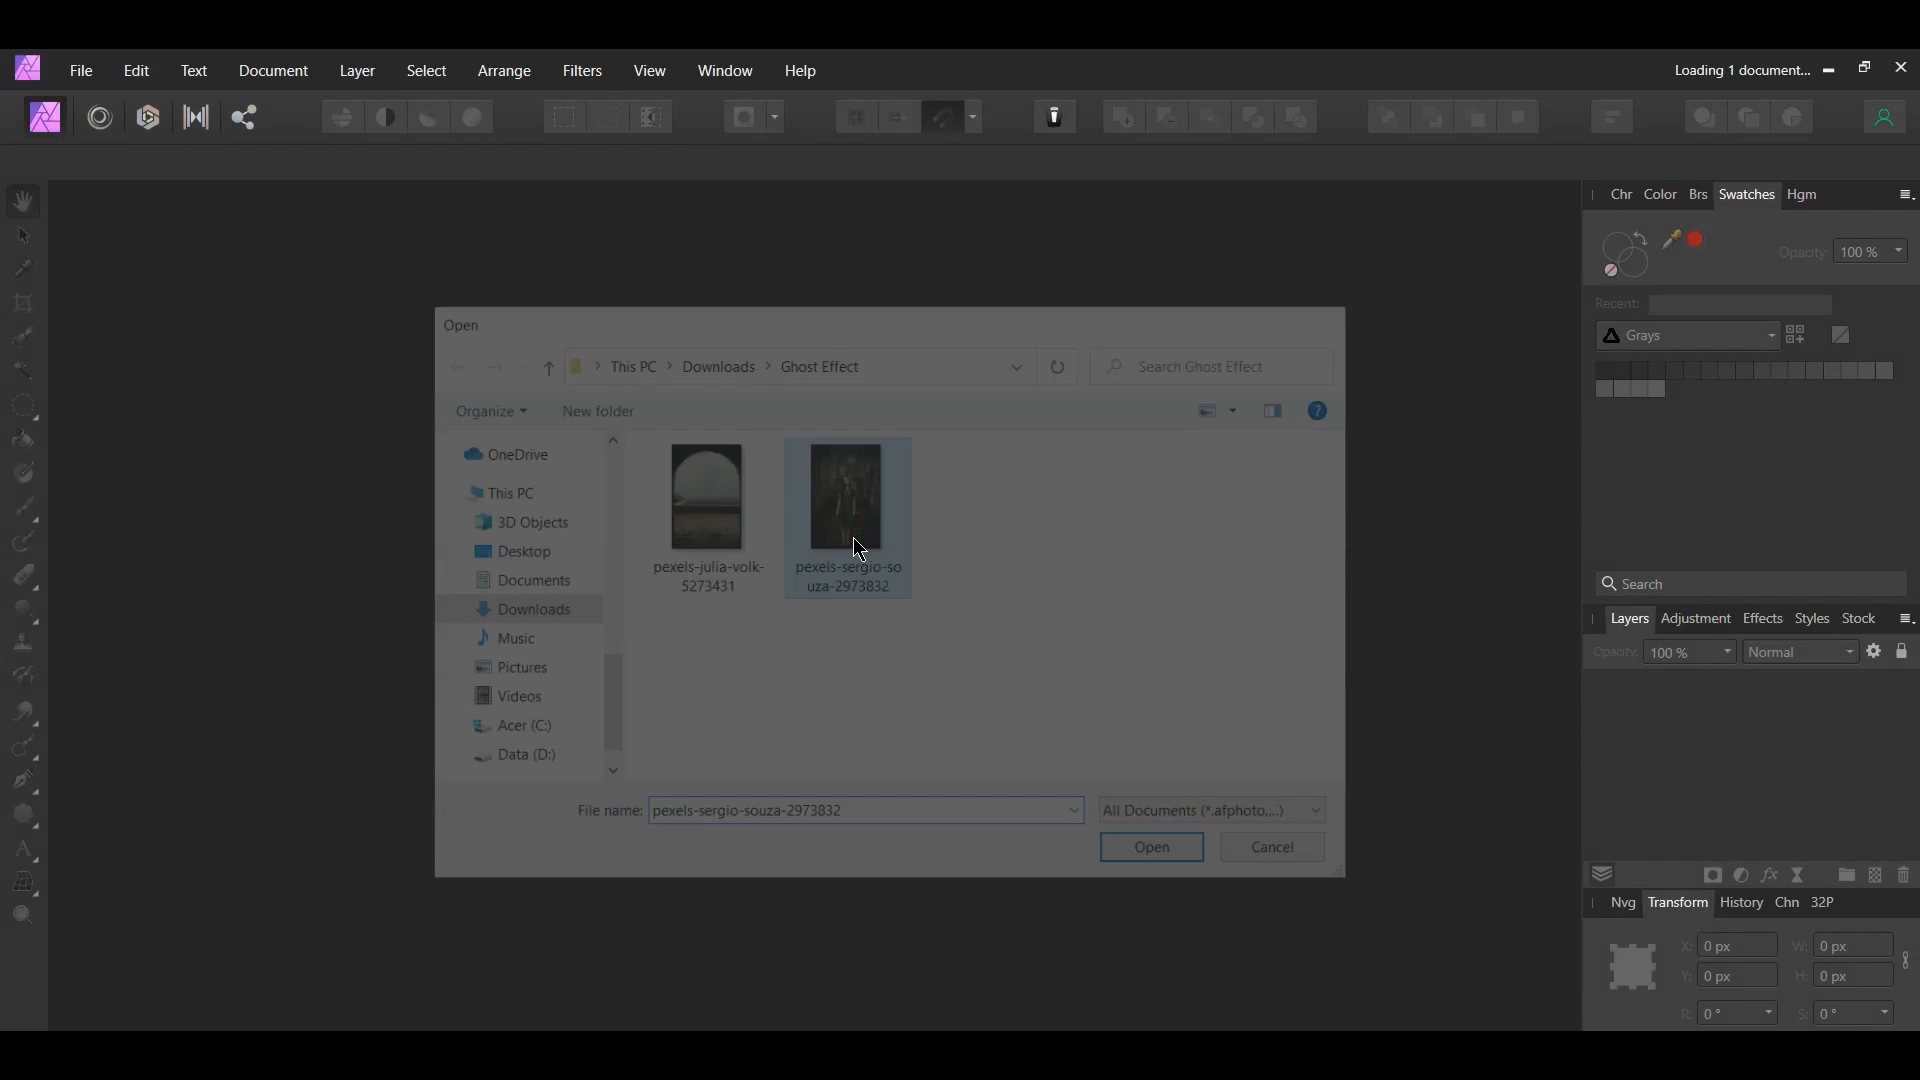 File Edit Text Document Layer Select Arrange Filters View Window Help Loading 1 document...
Chr Color Brs Swatches Hgm
Opacity: 100 %
Recent:
Grays
Open
This PC > Downloads > Ghost Effect
Search Ghost Effect
Organize New folder
?
OneDrive
This PC
3D Objects
Desktop
Documents
Downloads
Music
Pictures
Videos
Acer (C:)
Data (D:)
pexels-julia-volk-
5273431
pexels-sergio-so
uza-2973832
File name: pexels-sergio-souza-2973832
All Documents (*.afphoto,...)
Open Cancel
Search
Layers Adjustment Effects Styles Stock
Opacity: 100 % Normal
fx
Nvg Transform History Chn 32P
X: 0 px W: 0 px
Y: 0 px H: 0 px
R: 0 ° S: 0 °